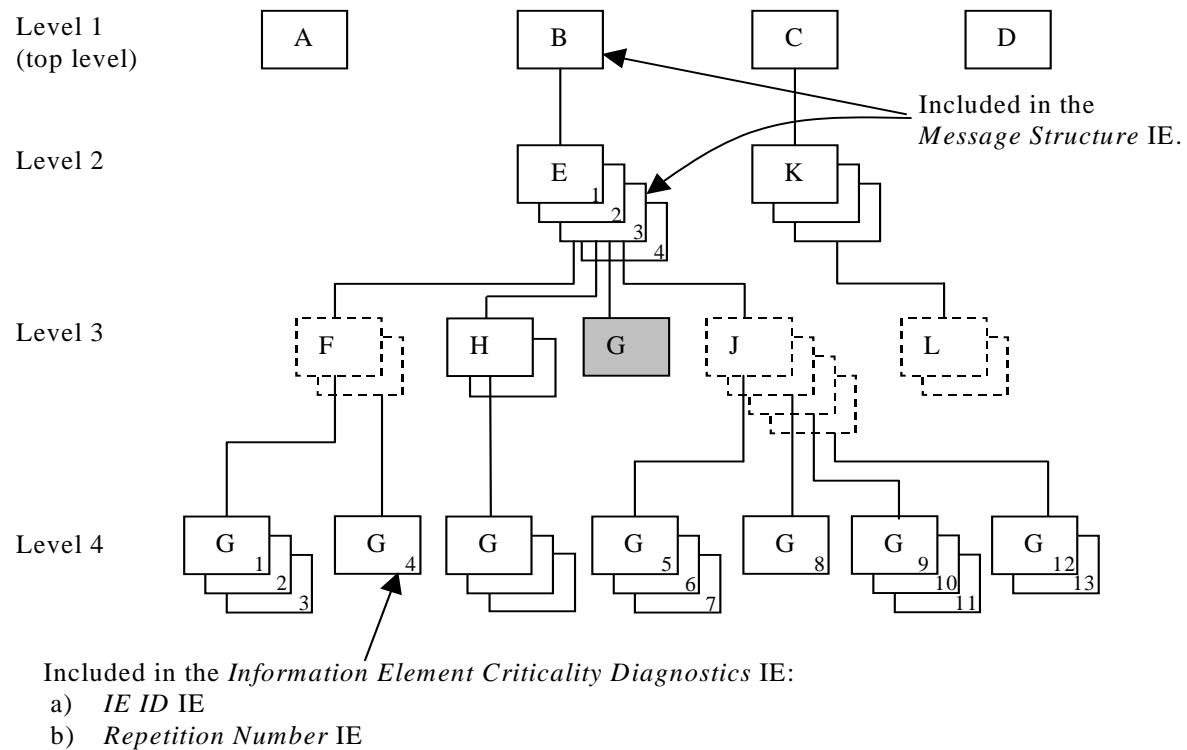 Level 1
(top level)
A
B
C
D
Included in the
Message Structure IE.
Level 2
E
1
2
3
4
K
Level 3
F
H
G
J
L
Level 4
G
1
2
3
G
4
G
G
5
6
7
G
8
G
9
10
11
G
12
13
Included in the Information Element Criticality Diagnostics IE:
a) IE ID IE
b) Repetition Number IE